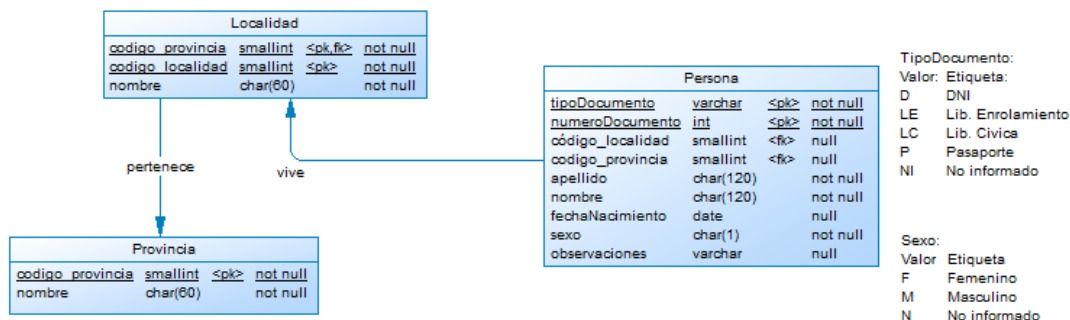 Localidad
codigo_provincia smallint <pk,fk> not null
codigo_localidad smallint <pk> not null
nombre char(60) not null
pertenece
vive
Provincia
codigo_provincia smallint <pk> not null
nombre char(60) not null
Persona
tipoDocumento varchar <pk> not null
numeroDocumento int <pk> not null
código_localidad smallint <fk> null
codigo_provincia smallint <fk> null
apellido char(120) not null
nombre char(120) not null
fechaNacimiento date null
sexo char(1) not null
observaciones varchar null
TipoDocumento:
Valor: Etiqueta:
D DNI
LE Lib. Enrolamiento
LC Lib. Civica
P Pasaporte
NI No informado
Sexo:
Valor Etiqueta
F Femenino
M Masculino
N No informado